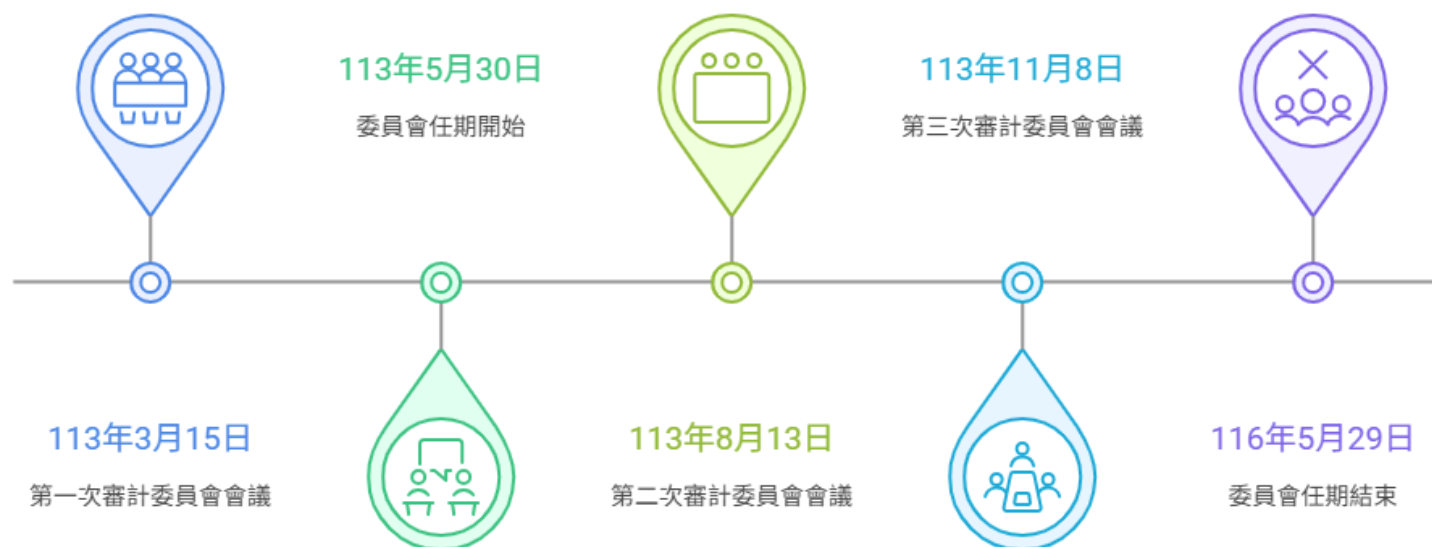 113年3月15日
第一次審計委員會會議
113年5月30日
委員會任期開始
113年8月13日
第二次審計委員會會議
113年11月8日
第三次審計委員會會議
116年5月29日
委員會任期結束